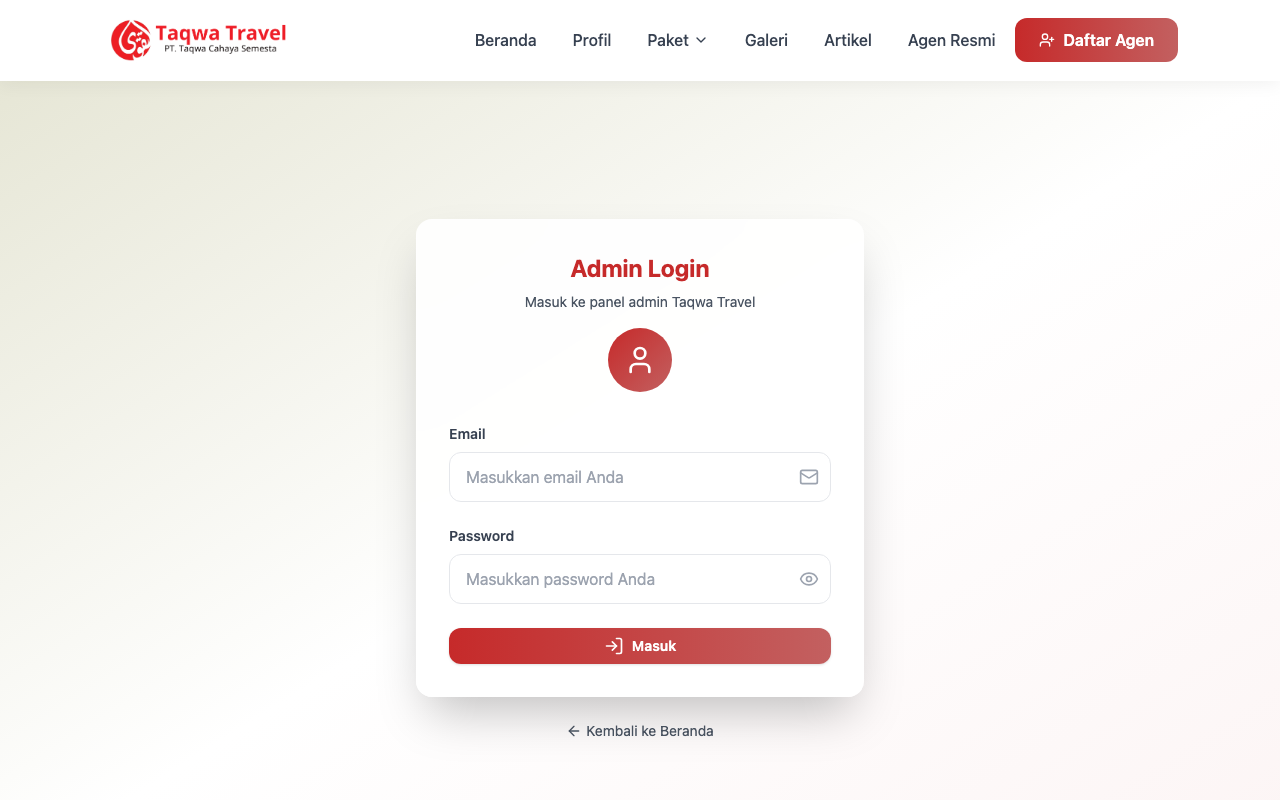 Taqwa Travel
PT. Taqwa Cahaya Semesta
Beranda
Profil
Paket
Galeri
Artikel
Agen Resmi
Daftar Agen
Admin Login
Masuk ke panel admin Taqwa Travel
Email
Masukkan email Anda
Password
Masukkan password Anda
Masuk
Kembali ke Beranda